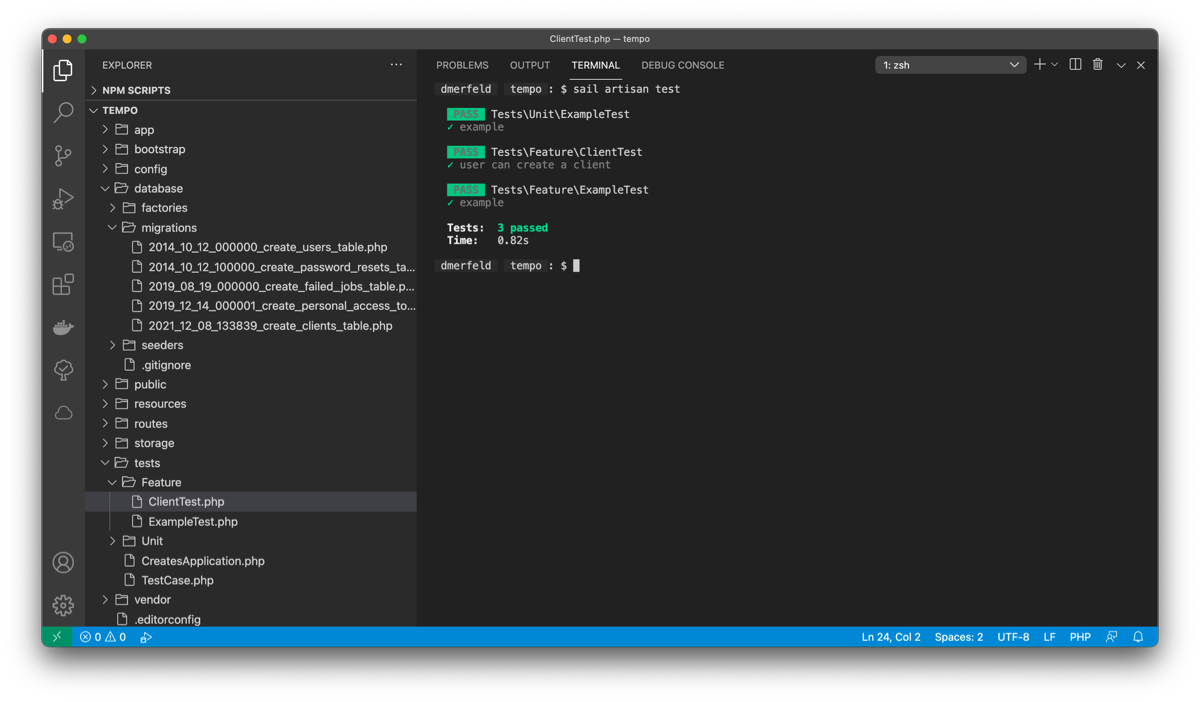 ClientTest.php — tempo
EXPLORER
NPM SCRIPTS
TEMPO
app
bootstrap
config
database
factories
migrations
2014_10_12_000000_create_users_table.php
2014_10_12_100000_create_password_resets_ta...
2019_08_19_000000_create_failed_jobs_table.p...
2019_12_14_000001_create_personal_access_to...
2021_12_08_133839_create_clients_table.php
seeders
.gitignore
public
resources
routes
storage
tests
Feature
ClientTest.php
ExampleTest.php
Unit
CreatesApplication.php
TestCase.php
vendor
.editorconfig
PROBLEMS OUTPUT TERMINAL DEBUG CONSOLE 1: zsh
dmerfeld tempo : $ sail artisan test
PASS Tests\Unit\ExampleTest
✓ example
PASS Tests\Feature\ClientTest
✓ user can create a client
PASS Tests\Feature\ExampleTest
✓ example
Tests: 3 passed
Time: 0.82s
dmerfeld tempo : $
0 0 Ln 24, Col 2 Spaces: 2 UTF-8 LF PHP